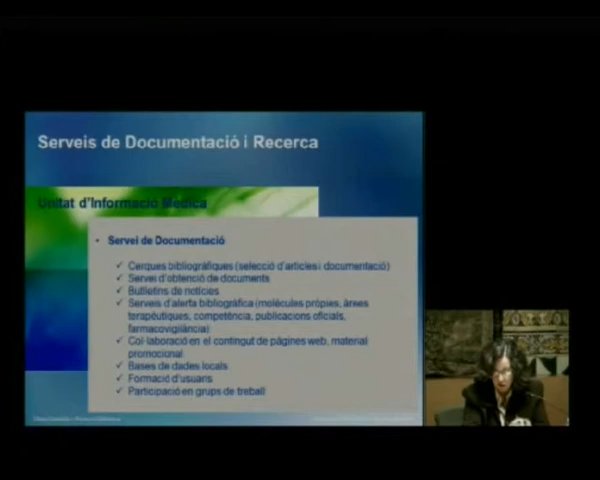 Serveis de Documentació i Recerca
Unitat d'Informació Mèdica
• Servei de Documentació
✓ Cerques bibliogràfiques (selecció d'articles i documentació)
✓ Servei d'obtenció de documents
✓ Butlletins de notícies
✓ Serveis d'alerta bibliogràfica (molècules pròpies, àrees
terapèutiques, competència, publicacions oficials,
farmacovigilància)
✓ Col·laboració en el contingut de pàgines web, material
promocional
✓ Bases de dades locals
✓ Formació d'usuaris
✓ Participació en grups de treball